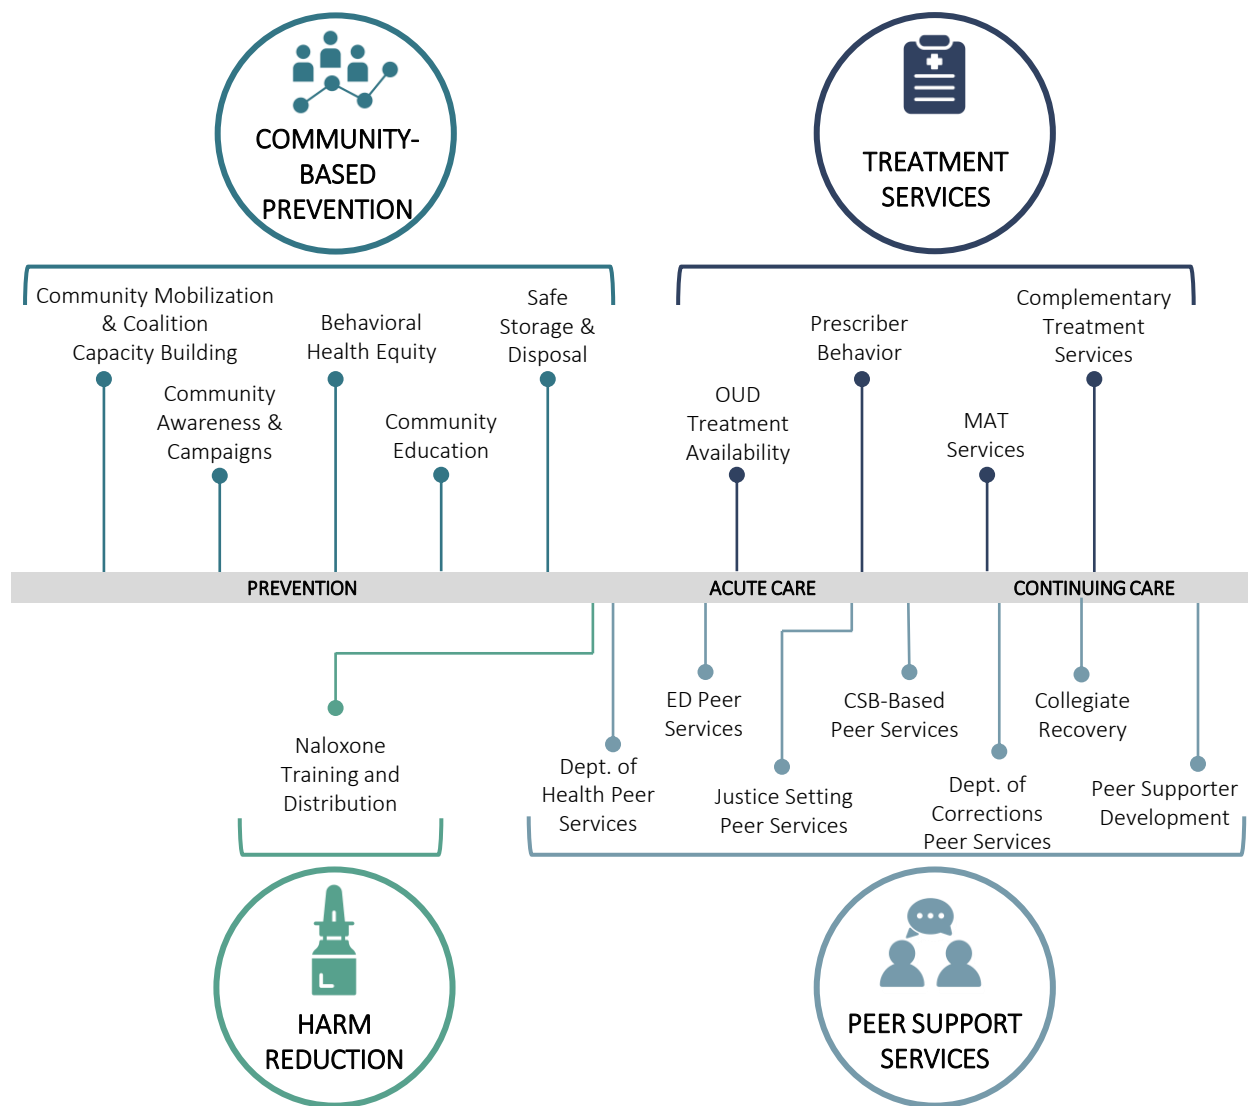 COMMUNITY-
BASED
PREVENTION
TREATMENT
SERVICES
Community Mobilization
& Coalition
Capacity Building
Community
Awareness &
Campaigns
Behavioral
Health Equity
Community
Education
Safe
Storage &
Disposal
OUD
Treatment
Availability
Prescriber
Behavior
MAT
Services
Complementary
Treatment
Services
PREVENTION
ACUTE CARE
CONTINUING CARE
Naloxone
Training and
Distribution
Dept. of
Health Peer
Services
ED Peer
Services
Justice Setting
Peer Services
CSB-Based
Peer Services
Dept. of
Corrections
Peer Services
Collegiate
Recovery
Peer Supporter
Development
HARM
REDUCTION
PEER SUPPORT
SERVICES